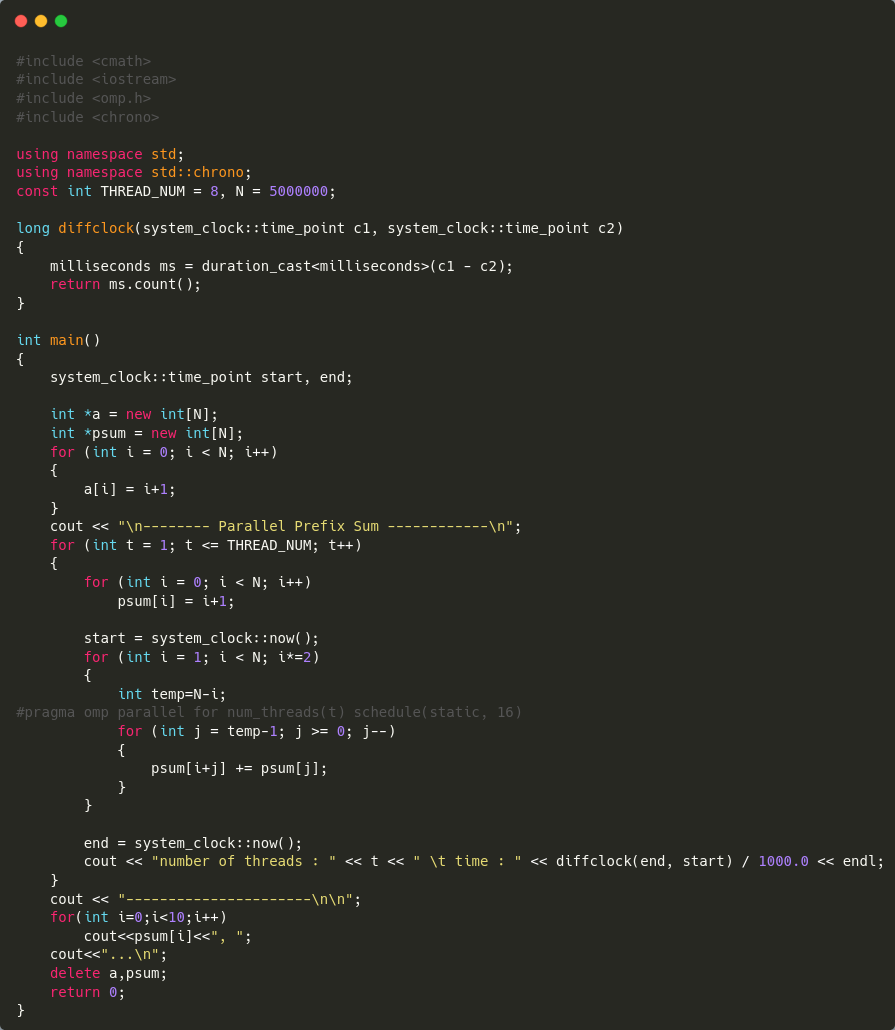 #include <cmath>
#include <iostream>
#include <omp.h>
#include <chrono>

using namespace std;
using namespace std::chrono;
const int THREAD_NUM = 8, N = 5000000;

long diffclock(system_clock::time_point c1, system_clock::time_point c2)
{
    milliseconds ms = duration_cast<milliseconds>(c1 - c2);
    return ms.count();
}

int main()
{
    system_clock::time_point start, end;

    int *a = new int[N];
    int *psum = new int[N];
    for (int i = 0; i < N; i++)
    {
        a[i] = i+1;
    }
    cout << "\n-------- Parallel Prefix Sum ------------\n";
    for (int t = 1; t <= THREAD_NUM; t++)
    {
        for (int i = 0; i < N; i++)
            psum[i] = i+1;

        start = system_clock::now();
        for (int i = 1; i < N; i*=2)
        {
            int temp=N-i;
#pragma omp parallel for num_threads(t) schedule(static, 16)
            for (int j = temp-1; j >= 0; j--)
            {
                psum[i+j] += psum[j];
            }
        }

        end = system_clock::now();
        cout << "number of threads : " << t << " \t time : " << diffclock(end, start) / 1000.0 << endl;
    }
    cout << "----------------------\n\n";
    for(int i=0;i<10;i++)
        cout<<psum[i]<<", ";
    cout<<"...\n";
    delete a,psum;
    return 0;
}